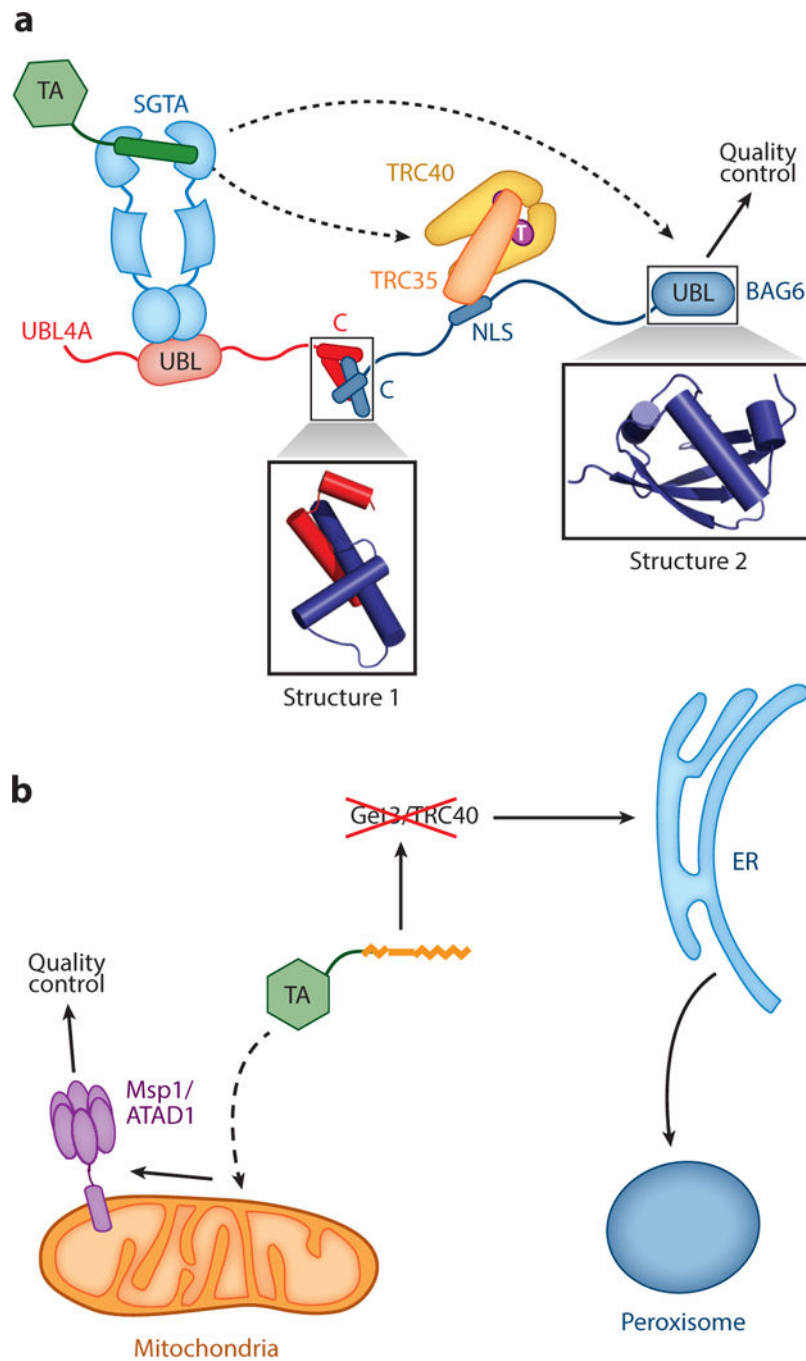 a
TA
SGTA
TRC40
Quality
control
T
TRC35
UBL
BAG6
UBL4A
C
NLS
UBL
C
Structure 2
Structure 1
b
Get3/TRC40
ER
Quality
control
TA
Msp1/
ATAD1
Mitochondria
Peroxisome